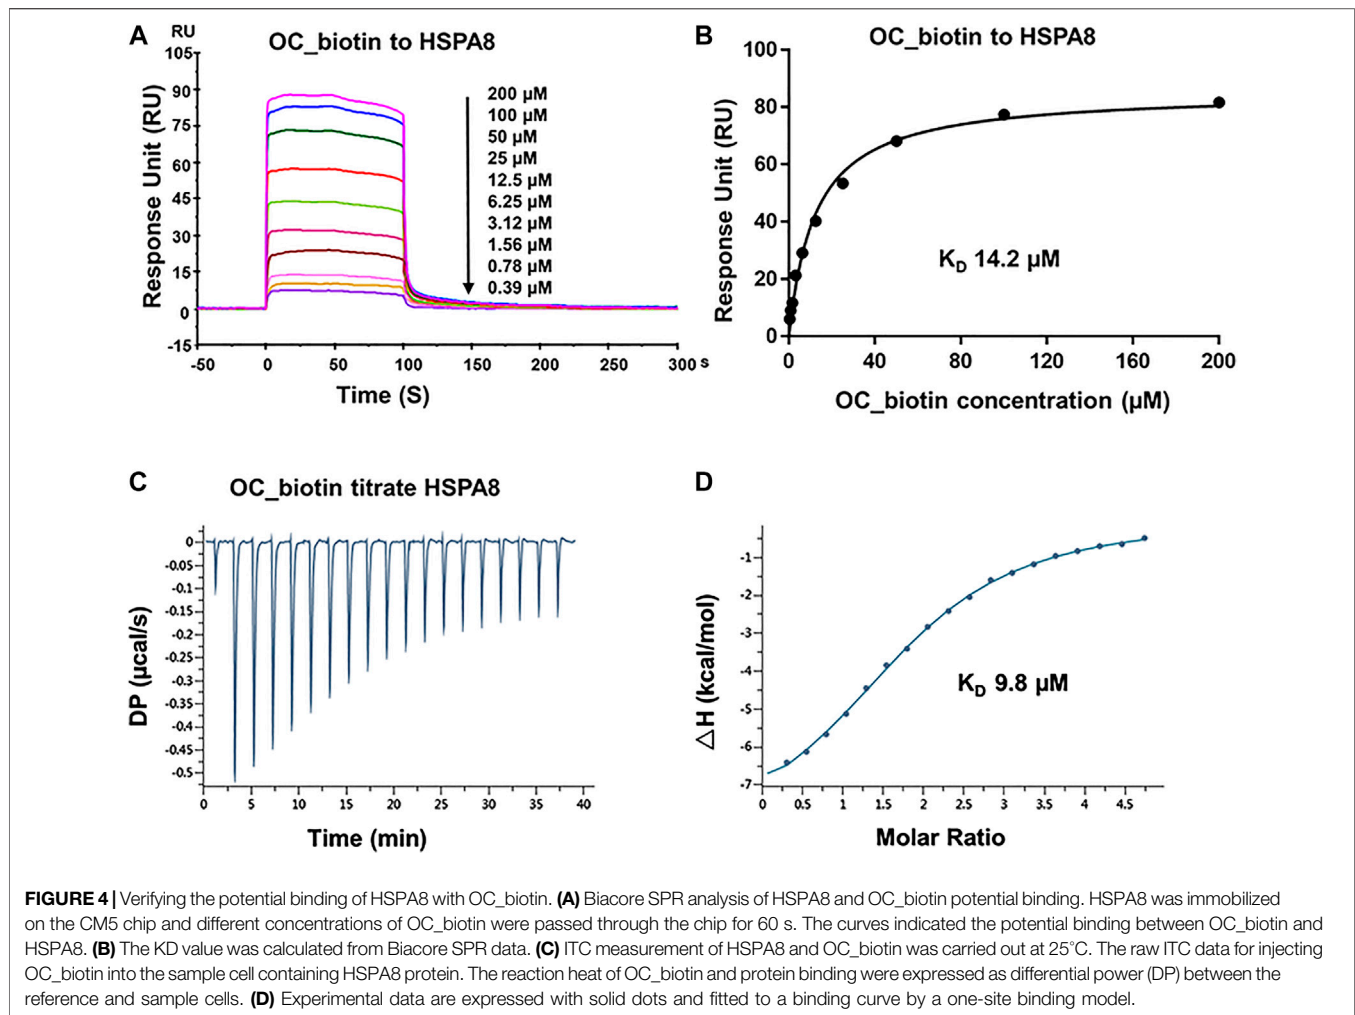 A
RU
OC_biotin to HSPA8
105
90
75
60
45
30
15
0
-15
Response Unit (RU)
200 µM
100 µM
50 µM
25 µM
12.5 µM
6.25 µM
3.12 µM
1.56 µM
0.78 µM
0.39 µM
-50 0 50 100 150 200 250 300 s
Time (S)
B
OC_biotin to HSPA8
100
80
60
40
20
0
Response Unit (RU)
K_D 14.2 µM
0 40 80 120 160 200
OC_biotin concentration (µM)
C
OC_biotin titrate HSPA8
0
-0.05
-0.1
-0.15
-0.2
-0.25
-0.3
-0.35
-0.4
-0.45
-0.5
DP (µcal/s)
0 5 10 15 20 25 30 35 40
Time (min)
D
-1
-2
-3
-4
-5
-6
-7
△H (kcal/mol)
K_D 9.8 µM
0 0.5 1 1.5 2 2.5 3 3.5 4 4.5
Molar Ratio
FIGURE 4 | Verifying the potential binding of HSPA8 with OC_biotin. (A) Biacore SPR analysis of HSPA8 and OC_biotin potential binding. HSPA8 was immobilized
on the CM5 chip and different concentrations of OC_biotin were passed through the chip for 60 s. The curves indicated the potential binding between OC_biotin and
HSPA8. (B) The KD value was calculated from Biacore SPR data. (C) ITC measurement of HSPA8 and OC_biotin was carried out at 25°C. The raw ITC data for injecting
OC_biotin into the sample cell containing HSPA8 protein. The reaction heat of OC_biotin and protein binding were expressed as differential power (DP) between the
reference and sample cells. (D) Experimental data are expressed with solid dots and fitted to a binding curve by a one-site binding model.